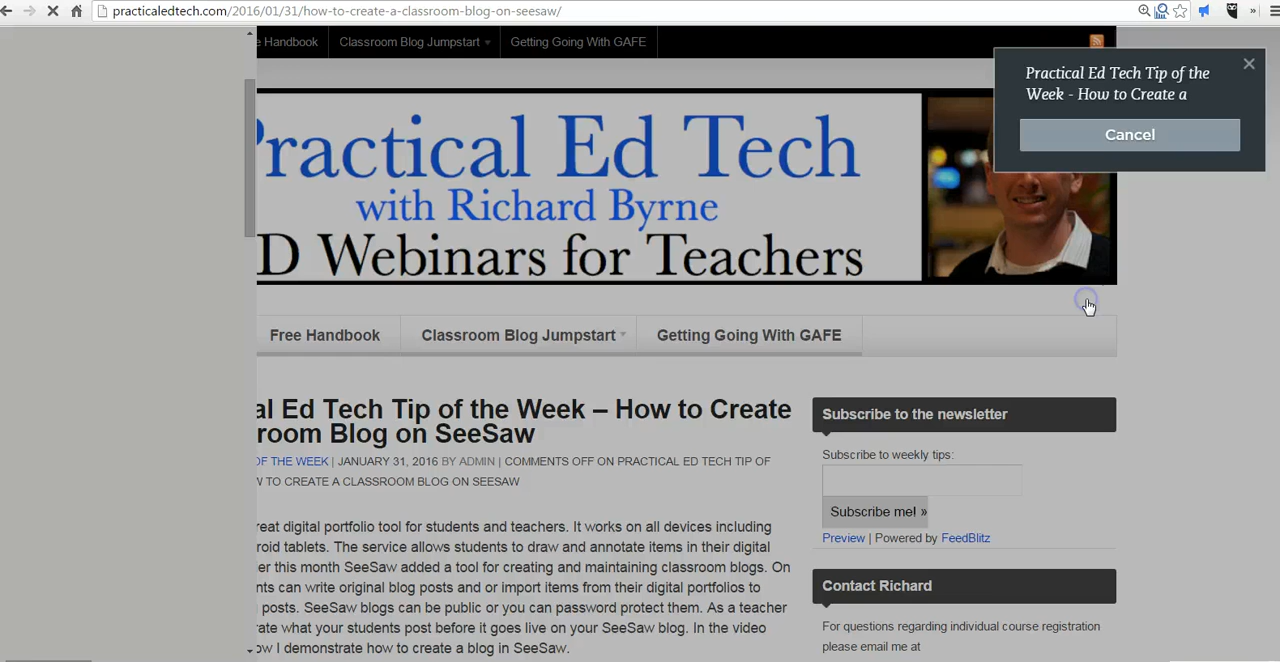 practicaledtech.com/2016/01/31/how-to-create-a-classroom-blog-on-seesaw/
e Handbook
Classroom Blog Jumpstart
Getting Going With GAFE
Practical Ed Tech Tip of the
Week - How to Create a
Cancel
Practical Ed Tech
with Richard Byrne
D Webinars for Teachers
Free Handbook
Classroom Blog Jumpstart
Getting Going With GAFE
al Ed Tech Tip of the Week – How to Create
room Blog on SeeSaw
OF THE WEEK | JANUARY 31, 2016 BY ADMIN | COMMENTS OFF ON PRACTICAL ED TECH TIP OF
W TO CREATE A CLASSROOM BLOG ON SEESAW
reat digital portfolio tool for students and teachers. It works on all devices including
roid tablets. The service allows students to draw and annotate items in their digital
er this month SeeSaw added a tool for creating and maintaining classroom blogs. On
nts can write original blog posts and or import items from their digital portfolios to
posts. SeeSaw blogs can be public or you can password protect them. As a teacher
rate what your students post before it goes live on your SeeSaw blog. In the video
ow I demonstrate how to create a blog in SeeSaw.
Subscribe to the newsletter
Subscribe to weekly tips:
Subscribe me! »
Preview | Powered by FeedBlitz
Contact Richard
For questions regarding individual course registration
please email me at